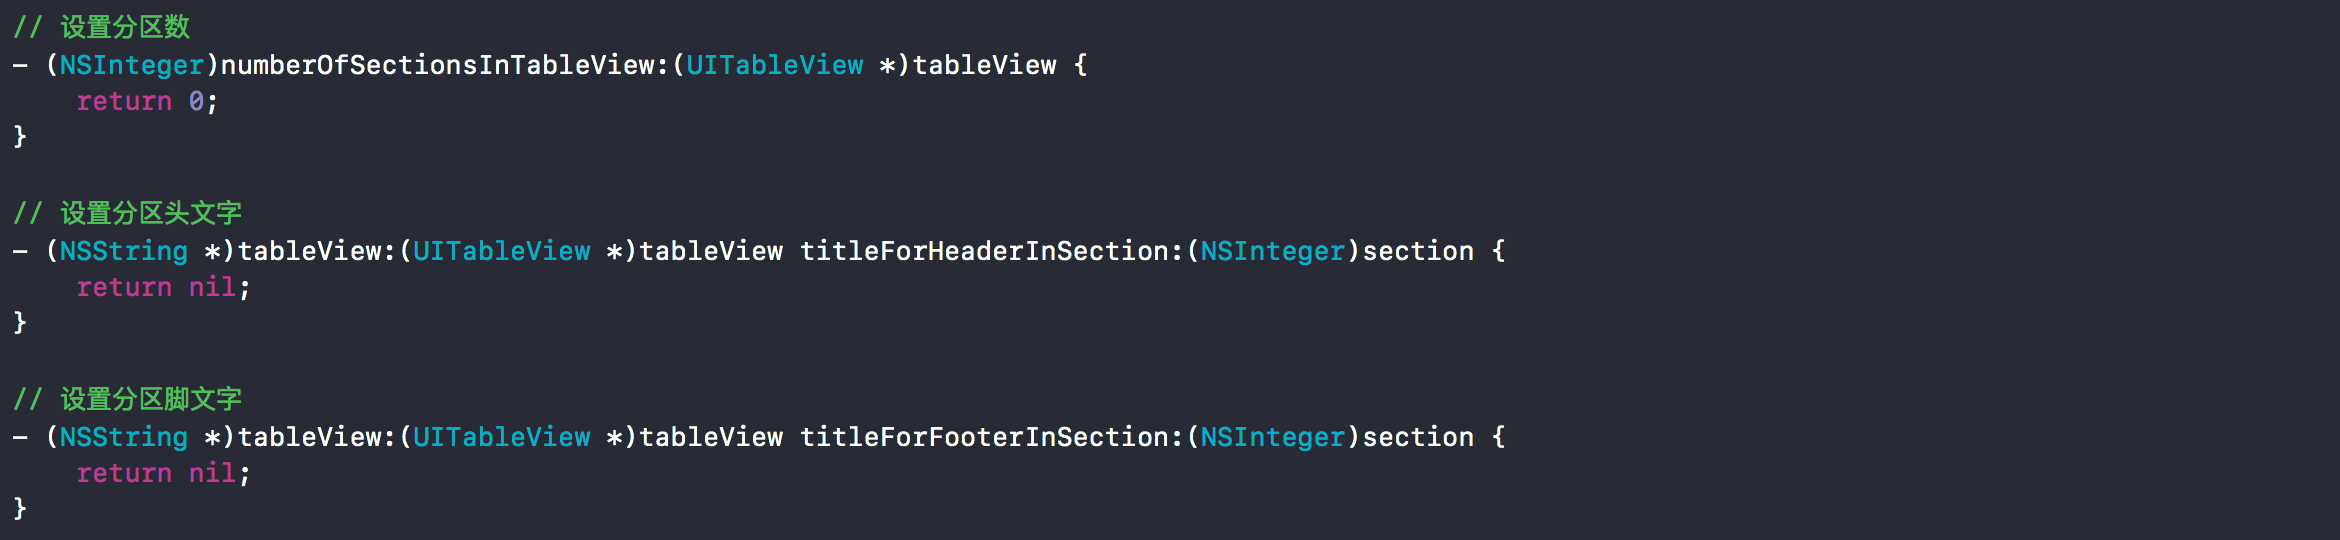 // 设置分区数
- (NSInteger)numberOfSectionsInTableView:(UITableView *)tableView {
    return 0;
}

// 设置分区头文字
- (NSString *)tableView:(UITableView *)tableView titleForHeaderInSection:(NSInteger)section {
    return nil;
}

// 设置分区脚文字
- (NSString *)tableView:(UITableView *)tableView titleForFooterInSection:(NSInteger)section {
    return nil;
}